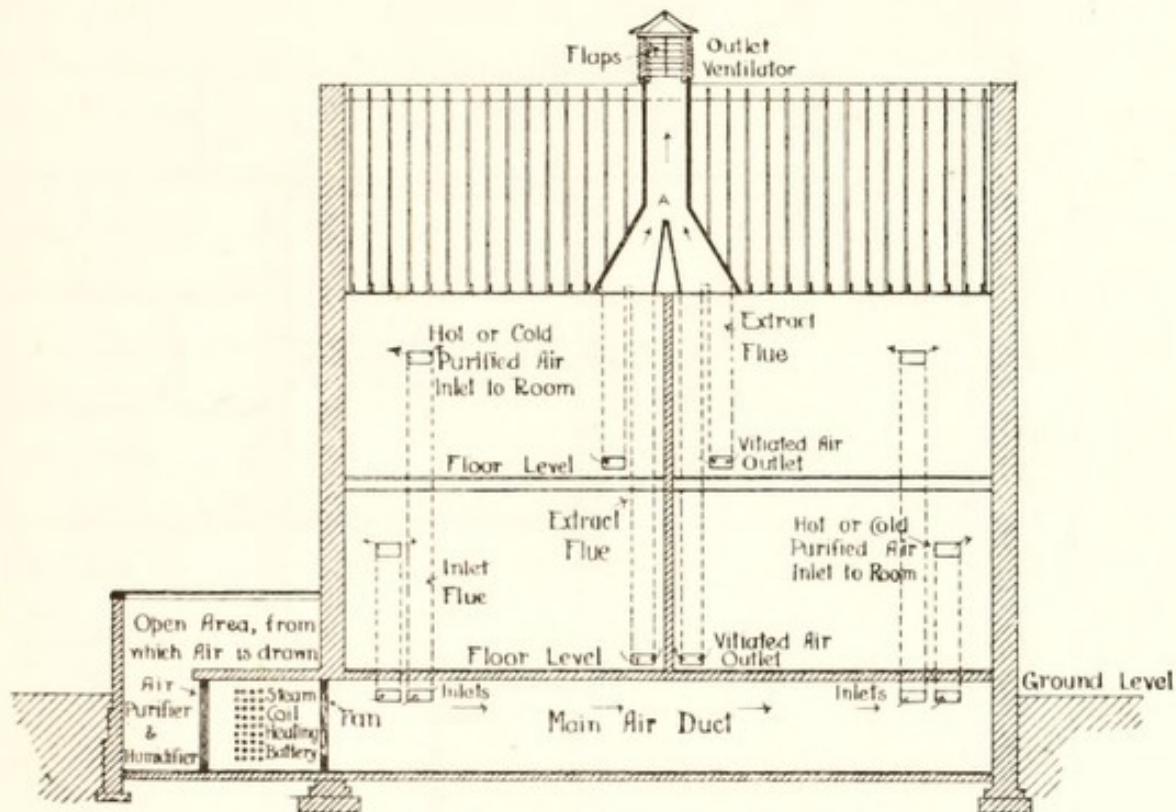 Flaps
Outlet
Ventilator
A
Hot or Cold
Purified Air
Inlet to Room
Extract
Flue
Floor Level
Vitiated Air
Outlet
Extract
Flue
Hot or Cold
Purified Air
Inlet to Room
Inlet
Flue
Open Area, from
which Air is drawn
Floor Level
Vitiated Air
Outlet
Air
Purifier
&
Humidifier
Steam
Coil
Heating
Battery
Fan
Inlets
Main Air Duct
Inlets
Ground Level